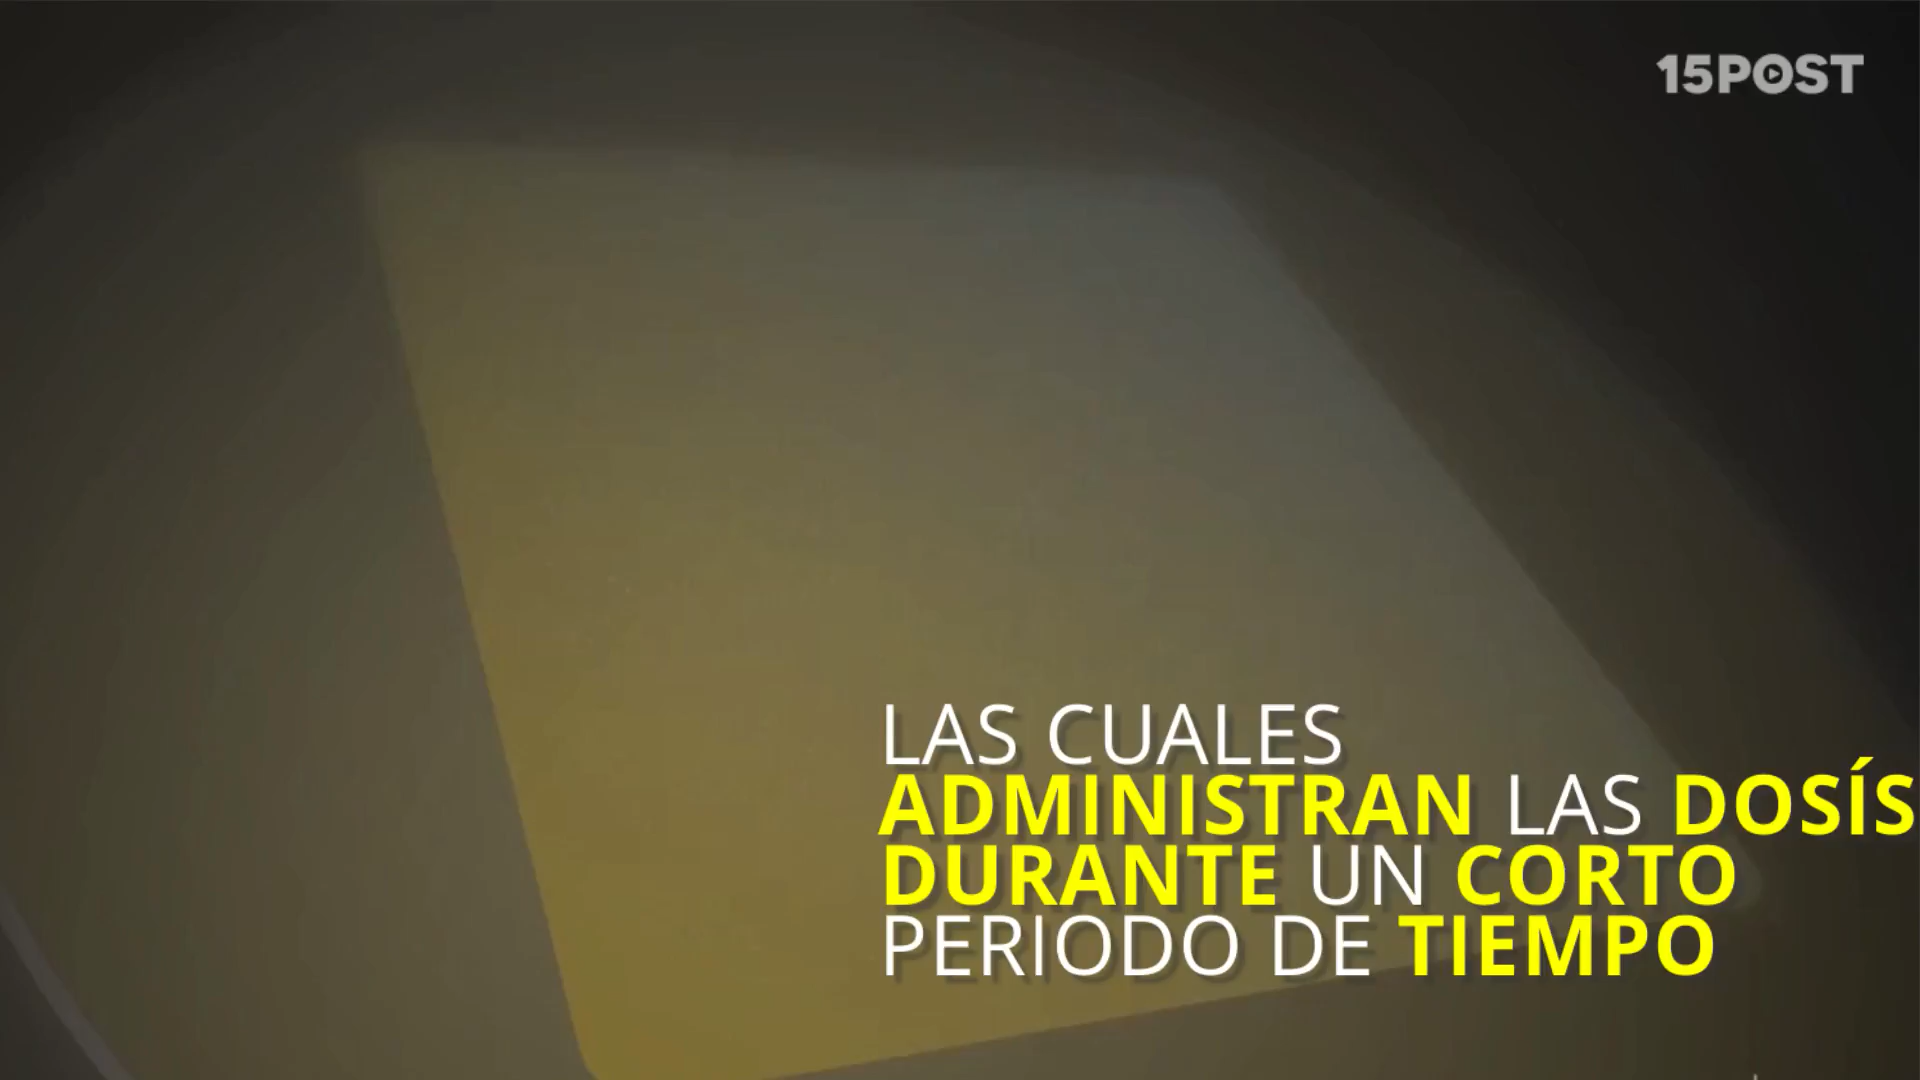 15POST
LAS CUALES
ADMINISTRAN LAS DOSÍS
DURANTE UN CORTO
PERIODO DE TIEMPO